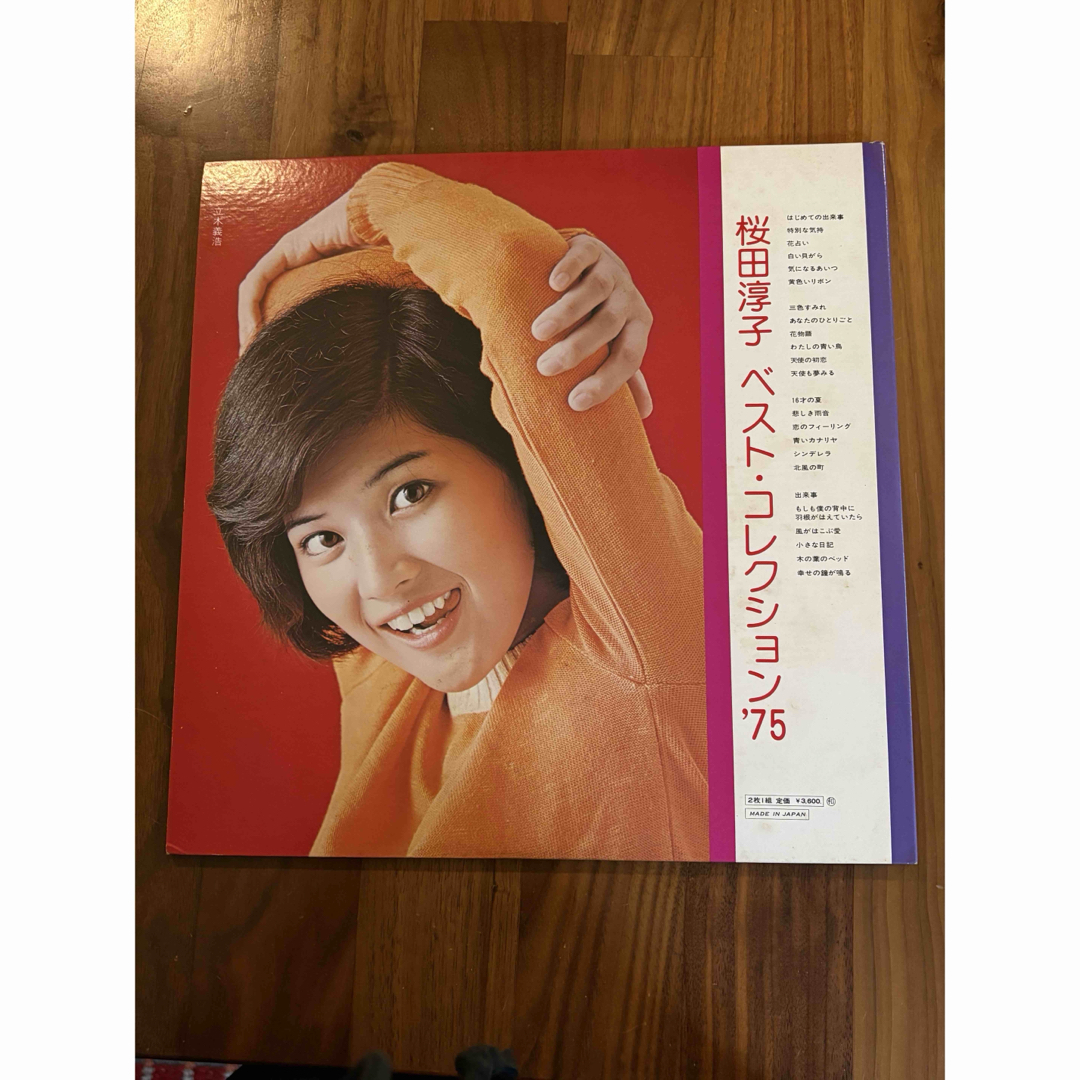 立木義浩
桜田淳子 ベスト・コレクション'75
はじめての出来事
特別な気持
花占い
白い貝がら
気になるあいつ
黄色いリボン
三色すみれ
あなたのひとりごと
花物語
わたしの青い鳥
天使の初恋
天使も夢みる
16才の夏
悲しき雨音
恋のフィーリング
青いカナリヤ
シンデレラ
北風の町
出来事
もしも僕の背中に
羽根がはえていたら
風がはこぶ愛
小さな日記
木の葉のベッド
幸せの鐘が鳴る
2枚1組 定価 ¥3,600. ㊒
MADE IN JAPAN